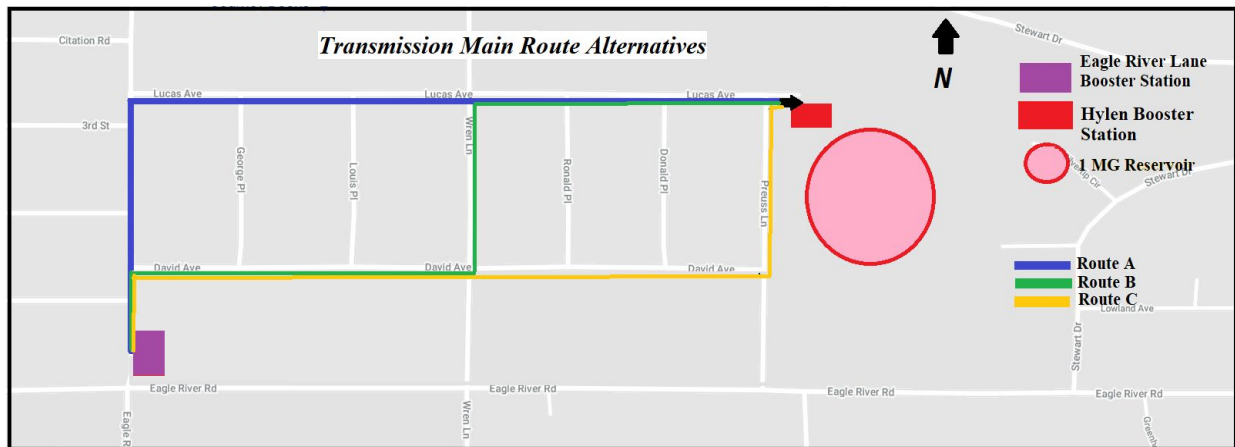 Citation Rd
Transmission Main Route Alternatives
Stewart Dr
N
Eagle River Lane
Booster Station
Hylen Booster
Station
1 MG Reservoir
Lucas Ave
Lucas Ave
Lucas Ave
3rd St
George Pl
Louis Pl
Wren Ln
Ronald Pl
Donald Pl
Preuss Ln
Stewart Dr
David Ave
David Ave
David Ave
Route A
Route B
Route C
Lowland Ave
Stewart Dr
Eagle River Rd
Eagle River Rd
Eagle River Rd
Eagle River Rd
Eagle R
Wren Ln